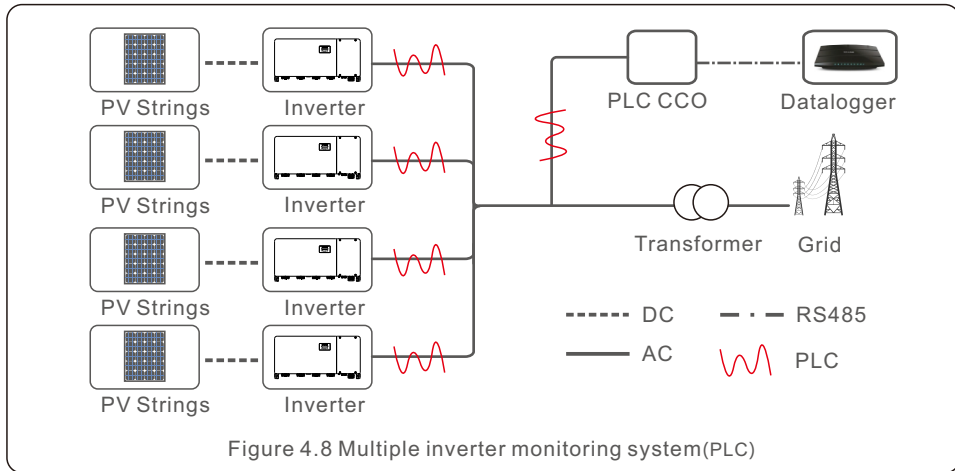 PV Strings
Inverter
PLC CCO
Datalogger
PV Strings
Inverter
Transformer
Grid
PV Strings
Inverter
DC
RS485
AC
PLC
PV Strings
Inverter
Figure 4.8 Multiple inverter monitoring system(PLC)